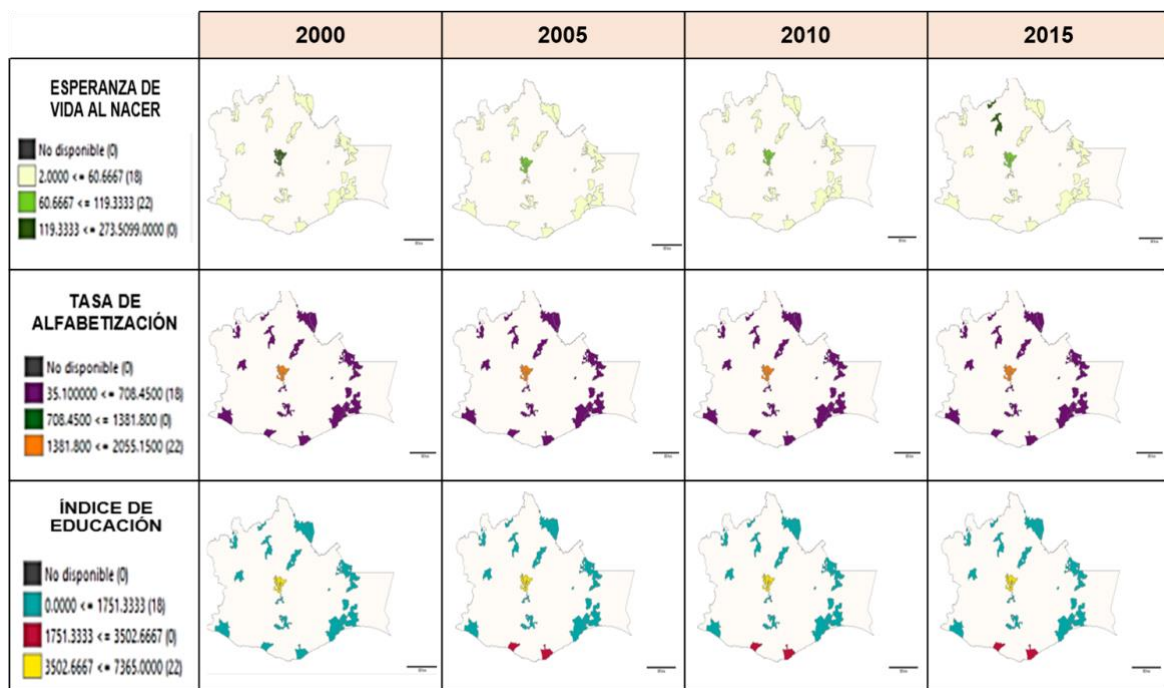 2000
2005
2010
2015
ESPERANZA DE
VIDA AL NACER
No disponible (0)
2.0000 <= 60.6667 (18)
60.6667 <= 119.3333 (22)
119.3333 <= 273.5099.0000 (0)
TASA DE
ALFABETIZACIÓN
No disponible (0)
35.100000 <= 708.4500 (18)
708.4500 <= 1381.800 (0)
1381.800 <= 2055.1500 (22)
ÍNDICE DE
EDUCACIÓN
No disponible (0)
0.0000 <= 1751.3333 (18)
1751.3333 <= 3502.6667 (0)
3502.6667 <= 7365.0000 (22)